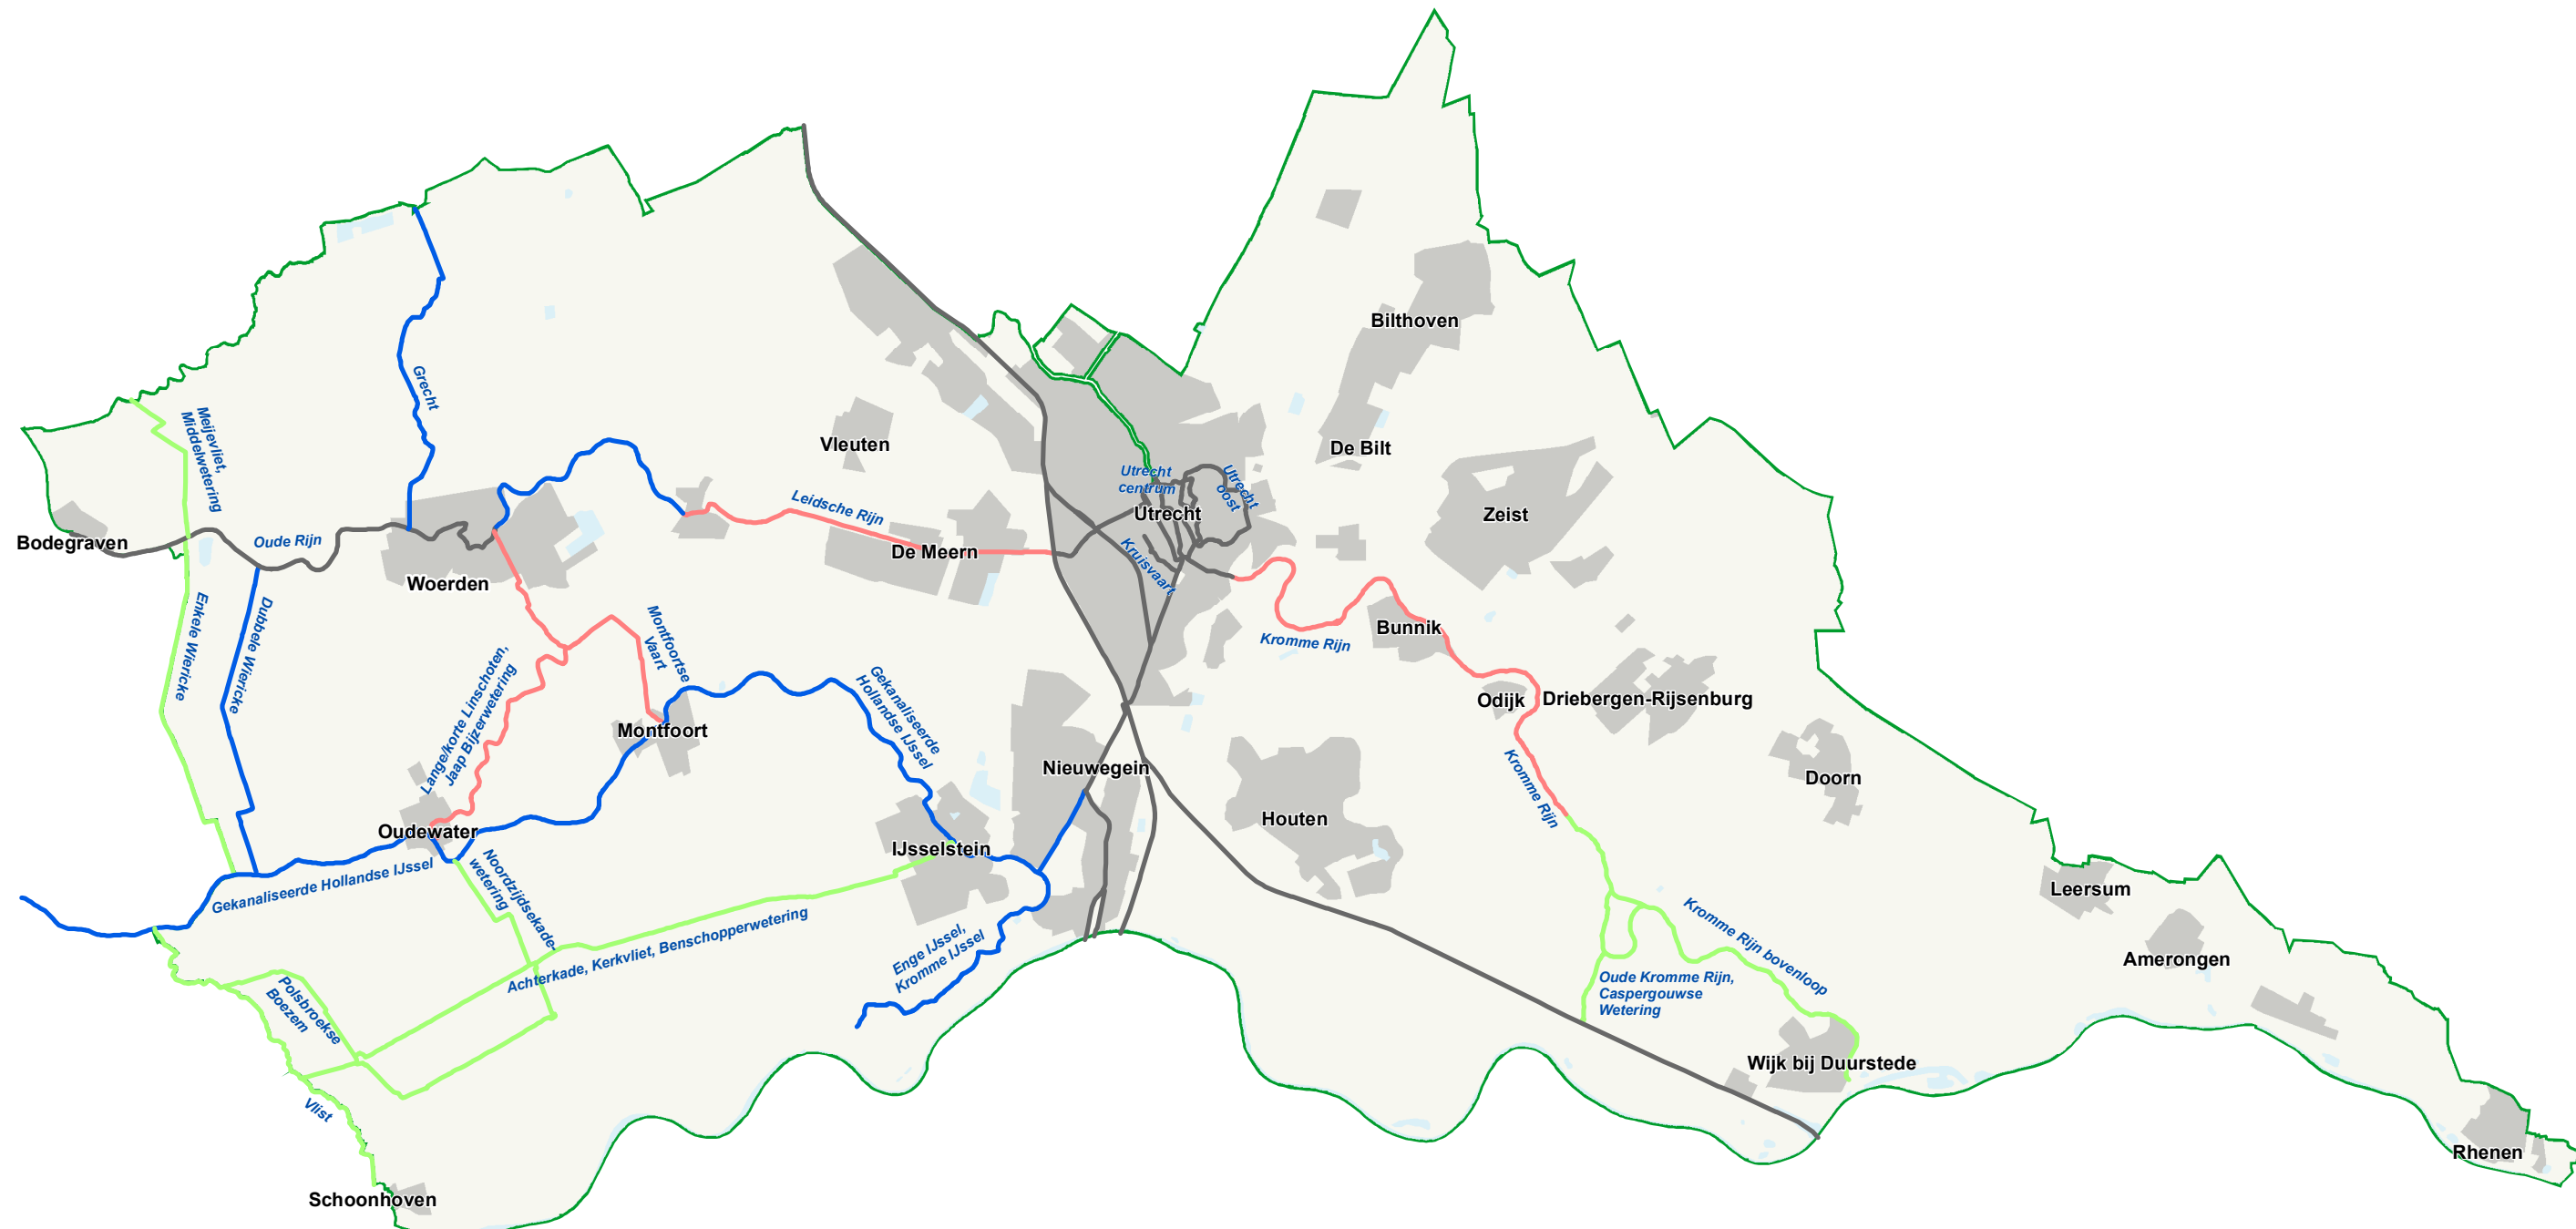 Bilthoven
Grecht
Meijevliet,
Middelwetering
Vleuten
De Bilt
Utrecht
centrum
Utrecht
oost
Leidsche Rijn
Utrecht
Zeist
Bodegraven
Oude Rijn
De Meern
Kruisvaart
Woerden
Enkele Wiericke
Dubbele Wiericke
Montfoortse
Vaart
Kromme Rijn
Bunnik
Lange/korte Linschoten,
Jaap Bijzerwetering
Gekanaliseerde
Hollandse IJssel
Odijk
Driebergen-Rijsenburg
Montfoort
Nieuwegein
Kromme Rijn
Doorn
Oudewater
Houten
IJsselstein
Noordzijdsekade-
wetering
Gekanaliseerde Hollandse IJssel
Leersum
Achterkade, Kerkvliet, Benschopperwetering
Enge IJssel,
Kromme IJssel
Kromme Rijn bovenloop
Amerongen
Oude Kromme Rijn,
Caspergouwse
Wetering
Polsbroekse
Boezem
Wijk bij Duurstede
Vlist
Rhenen
Schoonhoven